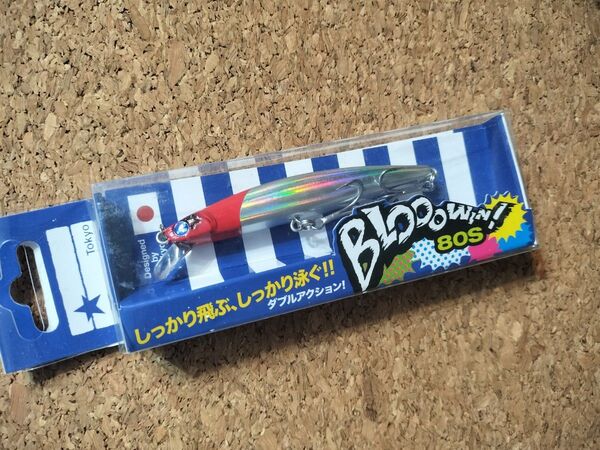 Tokyo
Designed
by
BLOOOWIN!
80S
しっかり飛ぶ、しっかり泳ぐ!!
ダブルアクション!